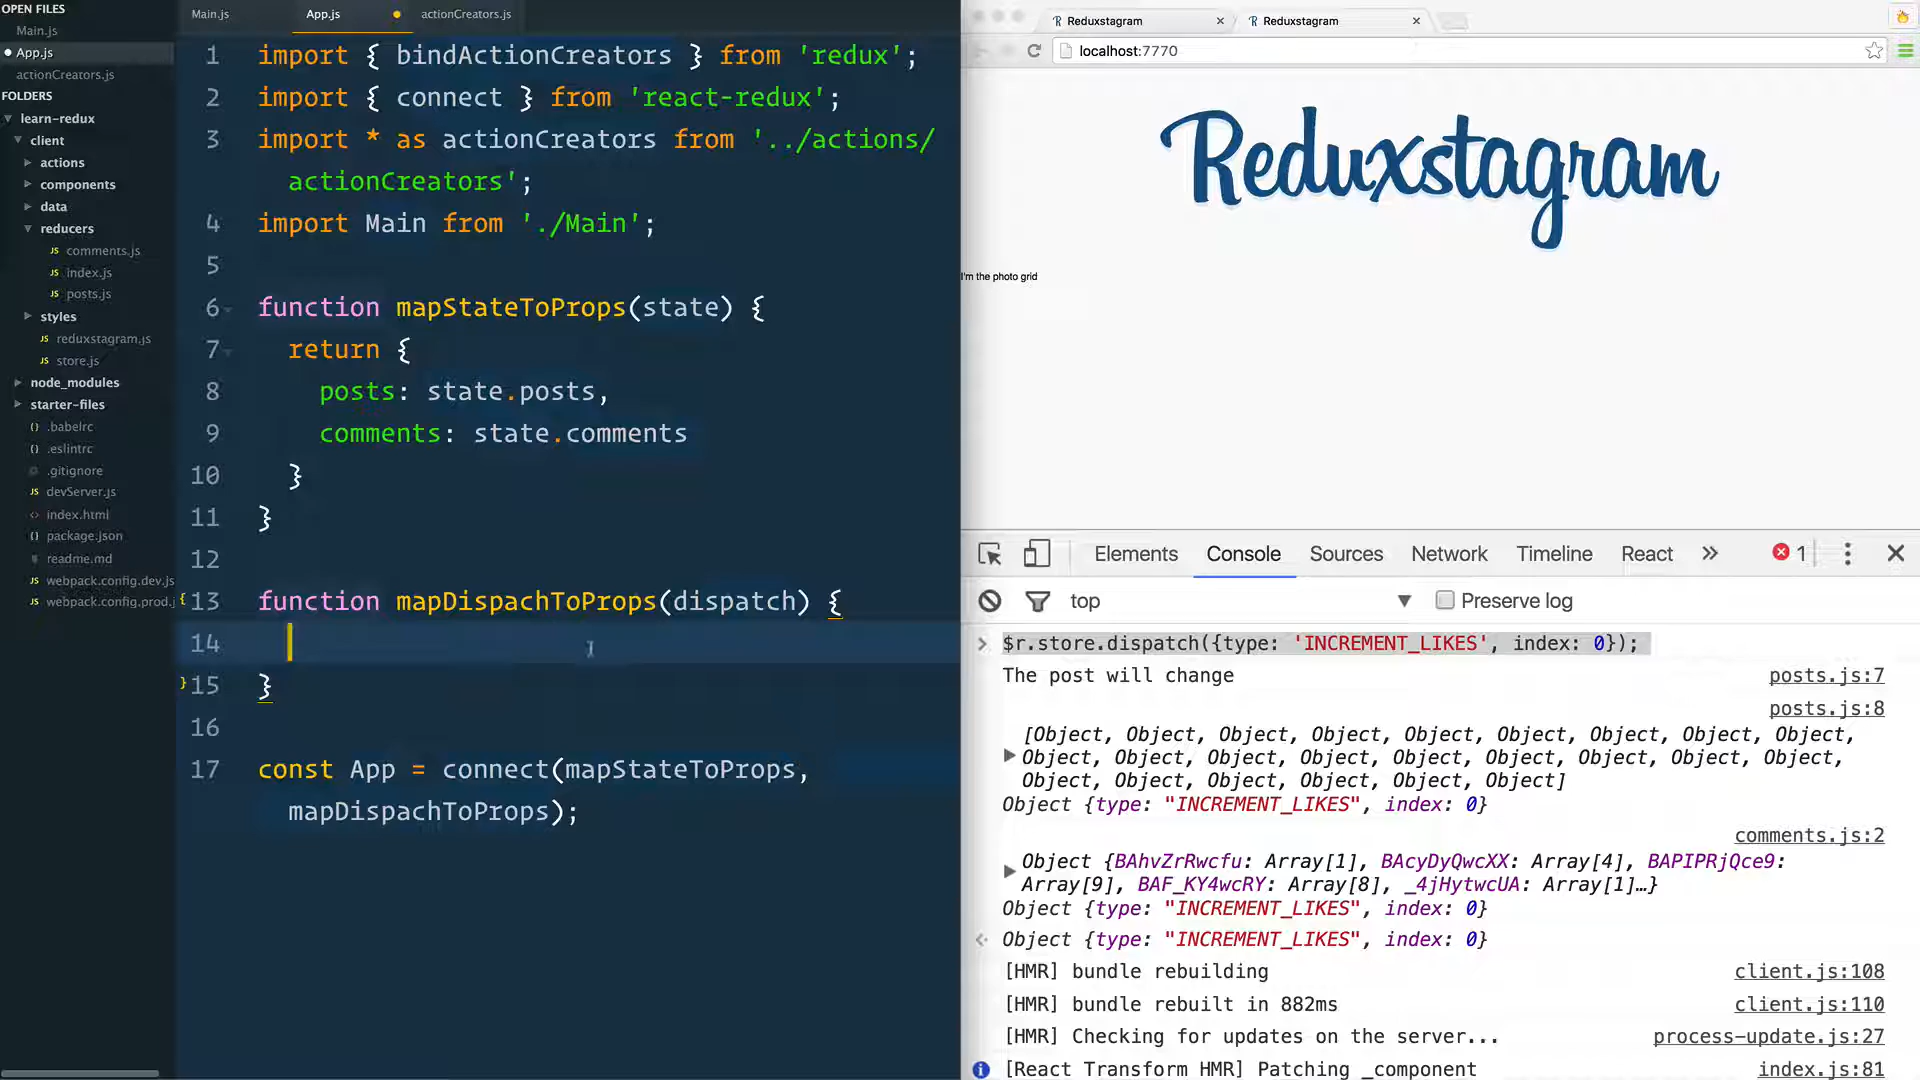 OPEN FILES
Main.js
App.js
actionCreators.js
FOLDERS
learn-redux
client
actions
components
data
reducers
JS comments.js
JS index.js
JS posts.js
styles
JS reduxstagram.js
JS store.js
node_modules
starter-files
{} .babelrc
{} .eslintrc
.gitignore
JS devServer.js
<> index.html
JS package.json
readme.md
JS webpack.config.dev.js
JS webpack.config.prod.j
Main.js App.js actionCreators.js
1 import { bindActionCreators } from 'redux';
2 import { connect } from 'react-redux';
3 import * as actionCreators from '../actions/
actionCreators';
4 import Main from './Main';
5
6 function mapStateToProps(state) {
7 return {
8 posts: state.posts,
9 comments: state.comments
10 }
11 }
12
{ 13 function mapDispachToProps(dispatch) {
14
} 15 }
16
17 const App = connect(mapStateToProps,
mapDispachToProps);
Reduxstagram × Reduxstagram ×
localhost:7770
Reduxstagram
I'm the photo grid
Elements Console Sources Network Timeline React » 1
top Preserve log
> $r.store.dispatch({type: 'INCREMENT_LIKES', index: 0});
The post will change posts.js:7
posts.js:8
[Object, Object, Object, Object, Object, Object, Object, Object, Object,
Object, Object, Object, Object, Object, Object, Object, Object, Object,
Object, Object, Object, Object, Object, Object]
Object {type: "INCREMENT_LIKES", index: 0}
comments.js:2
Object {BAhvZrRwcfu: Array[1], BAcyDyQwcXX: Array[4], BAPIPRjQce9:
Array[9], BAF_KY4wcRY: Array[8], _4jHytwcUA: Array[1]…}
Object {type: "INCREMENT_LIKES", index: 0}
Object {type: "INCREMENT_LIKES", index: 0}
[HMR] bundle rebuilding client.js:108
[HMR] bundle rebuilt in 882ms client.js:110
[HMR] Checking for updates on the server... process-update.js:27
[React Transform HMR] Patching _component index.js:81